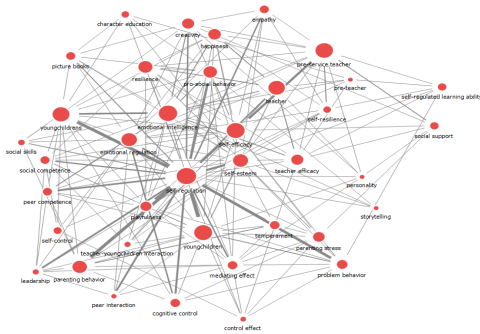 character education
empathy
creativity
happiness
pre-service teacher
picture books
resilience
pro-social behavior
pre-teacher
teacher
self-regulated learning ability
youngchildrens
emotional intelligence
self-resilience
self-efficacy
social support
social skills
emotional regulation
social competence
self-esteem
teacher efficacy
self-regulation
personality
peer competence
playfulness
storytelling
self-control
youngchildren
temperament
parenting stress
teacher-youngchildren interaction
leadership
parenting behavior
mediating effect
problem behavior
peer interaction
cognitive control
control effect